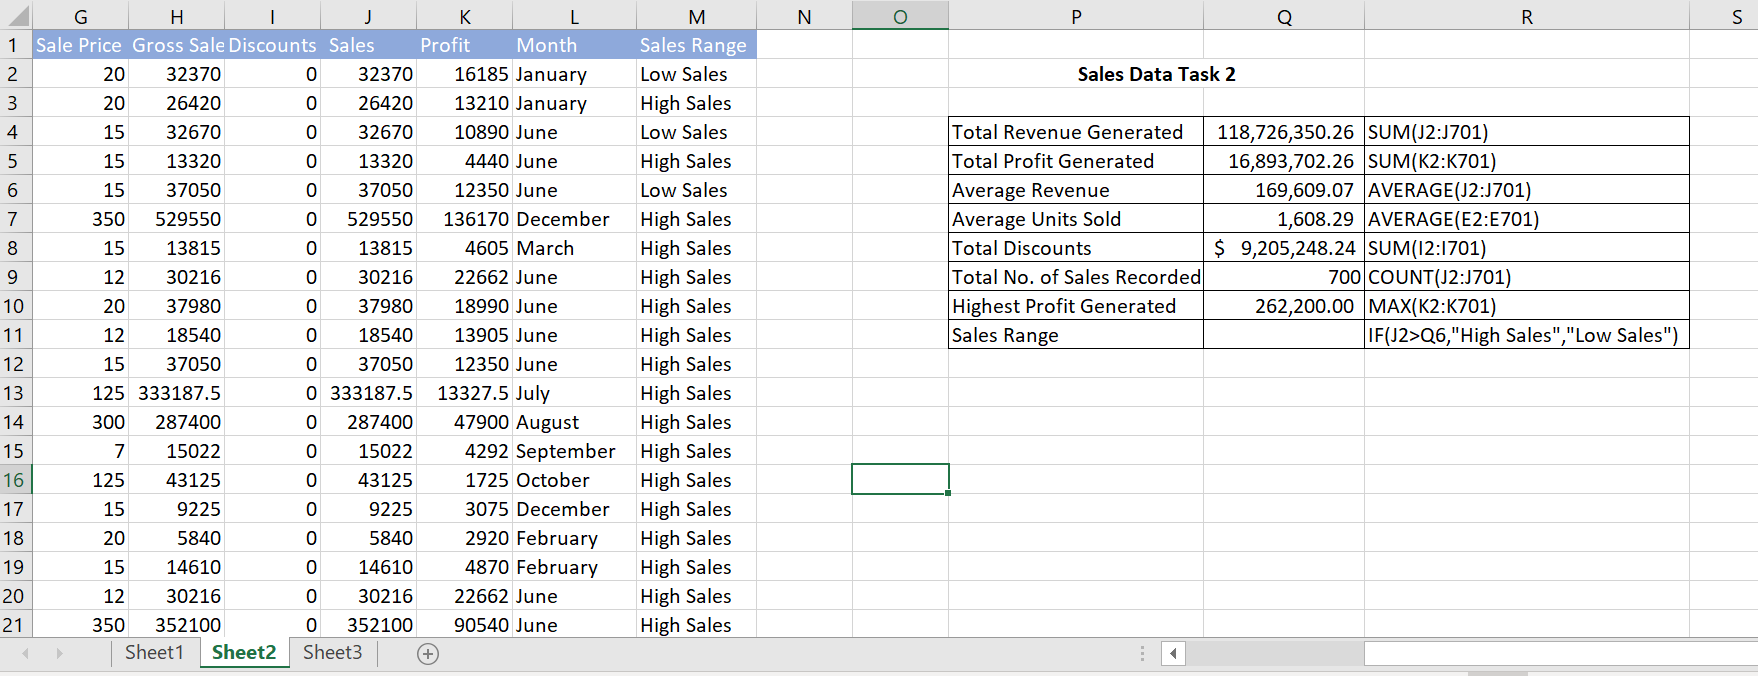 G H I J K L M N O P Q R S
1 Sale Price Gross Sale Discounts Sales Profit Month Sales Range
2 20 32370 0 32370 16185 January Low Sales Sales Data Task 2
3 20 26420 0 26420 13210 January High Sales
4 15 32670 0 32670 10890 June Low Sales Total Revenue Generated 118,726,350.26 SUM(J2:J701)
5 15 13320 0 13320 4440 June High Sales Total Profit Generated 16,893,702.26 SUM(K2:K701)
6 15 37050 0 37050 12350 June Low Sales Average Revenue 169,609.07 AVERAGE(J2:J701)
7 350 529550 0 529550 136170 December High Sales Average Units Sold 1,608.29 AVERAGE(E2:E701)
8 15 13815 0 13815 4605 March High Sales Total Discounts $ 9,205,248.24 SUM(I2:I701)
9 12 30216 0 30216 22662 June High Sales Total No. of Sales Recorded 700 COUNT(J2:J701)
10 20 37980 0 37980 18990 June High Sales Highest Profit Generated 262,200.00 MAX(K2:K701)
11 12 18540 0 18540 13905 June High Sales Sales Range IF(J2>Q6,"High Sales","Low Sales")
12 15 37050 0 37050 12350 June High Sales
13 125 333187.5 0 333187.5 13327.5 July High Sales
14 300 287400 0 287400 47900 August High Sales
15 7 15022 0 15022 4292 September High Sales
16 125 43125 0 43125 1725 October High Sales
17 15 9225 0 9225 3075 December High Sales
18 20 5840 0 5840 2920 February High Sales
19 15 14610 0 14610 4870 February High Sales
20 12 30216 0 30216 22662 June High Sales
21 350 352100 0 352100 90540 June High Sales
Sheet1 Sheet2 Sheet3